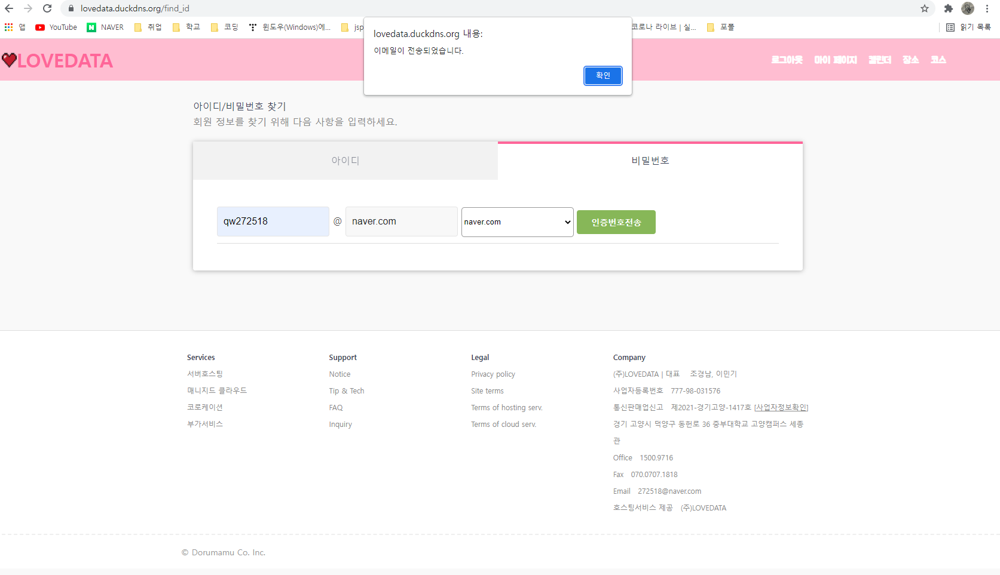 lovedata.duckdns.org/find_id
앱 YouTube NAVER 취업 학교 코딩 윈도우(Windows)에... jsp 코로나 라이브 | 실... 포폴 읽기 목록
lovedata.duckdns.org 내용:
이메일이 전송되었습니다.
확인
LOVEDATA
로그아웃 마이 페이지 캘린더 장소 코스
아이디/비밀번호 찾기
회원 정보를 찾기 위해 다음 사항을 입력하세요.
아이디 비밀번호
qw272518 @ naver.com naver.com 인증번호전송
Services
서버호스팅
매니지드 클라우드
코로케이션
부가서비스
Support
Notice
Tip & Tech
FAQ
Inquiry
Legal
Privacy policy
Site terms
Terms of hosting serv.
Terms of cloud serv.
Company
(주)LOVEDATA | 대표 조경남, 이민기
사업자등록번호 777-98-031576
통신판매업신고 제2021-경기고양-1417호 [사업자정보확인]
경기 고양시 덕양구 동헌로 36 중부대학교 고양캠퍼스 세종
관
Office 1500.9716
Fax 070.0707.1818
Email 272518@naver.com
호스팅서비스 제공 (주)LOVEDATA
© Dorumamu Co. Inc.